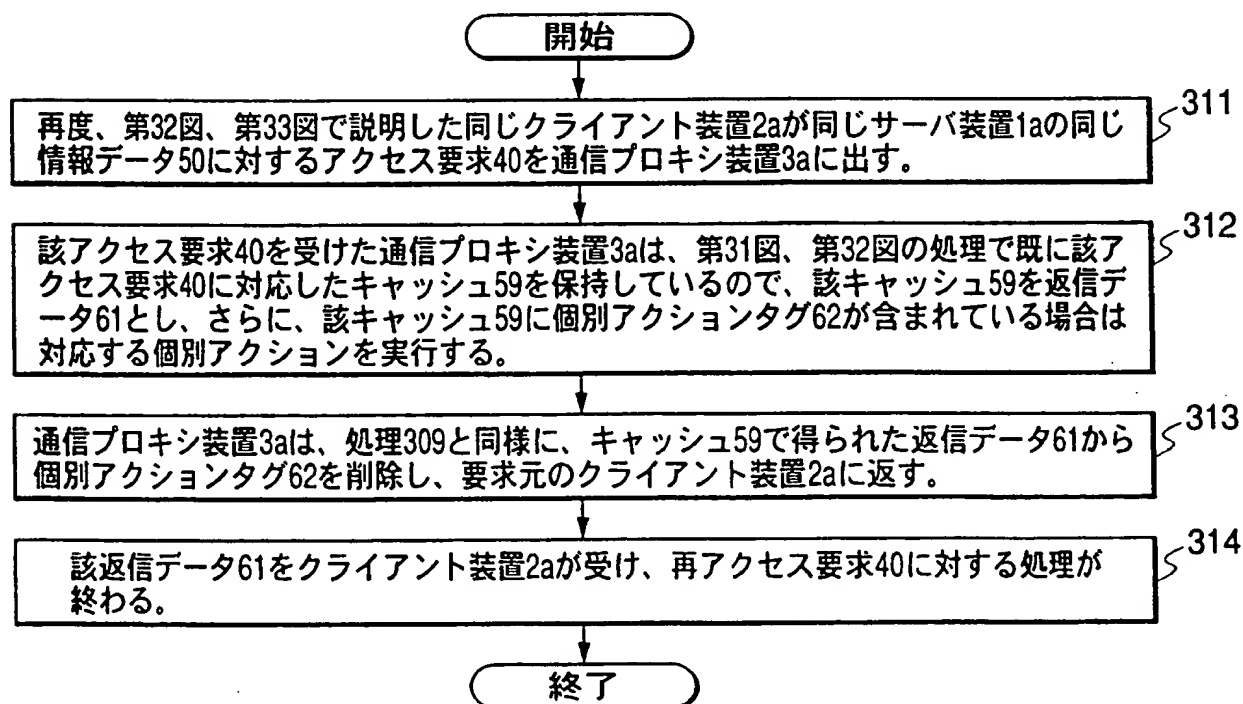 開始
311
再度、第32図、第33図で説明した同じクライアント装置2aが同じサーバ装置1aの同じ
情報データ50に対するアクセス要求40を通信プロキシ装置3aに出す。
312
該アクセス要求40を受けた通信プロキシ装置3aは、第31図、第32図の処理で既に該ア
クセス要求40に対応したキャッシュ59を保持しているので、該キャッシュ59を返信デ
ータ61とし、さらに、該キャッシュ59に個別アクションタグ62が含まれている場合は
対応する個別アクションを実行する。
313
通信プロキシ装置3aは、処理309と同様に、キャッシュ59で得られた返信データ61から
個別アクションタグ62を削除し、要求元のクライアント装置2aに返す。
314
該返信データ61をクライアント装置2aが受け、再アクセス要求40に対する処理が
終わる。
終了